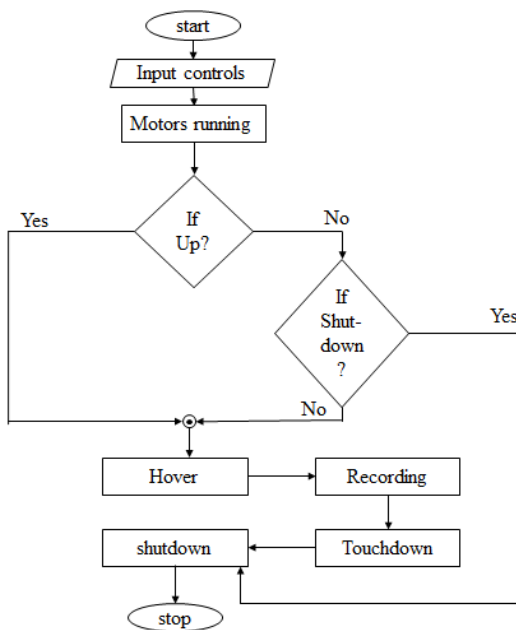 start
Input controls
Motors running
If
Up?
Yes
No
If
Shut-
down
?
Yes
No
Hover
Recording
shutdown
Touchdown
stop